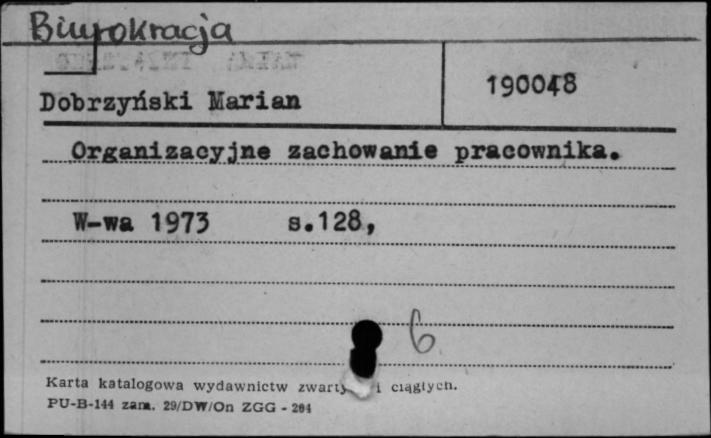 Biurokracja
Dobrzyński Marian
190048
Organizacyjne zachowanie pracownika.
W-wa 1973 s.128,
6
Karta katalogowa wydawnictw i ciągłych.
PU-B-144 zam. 29/DW/On ZGG - 204